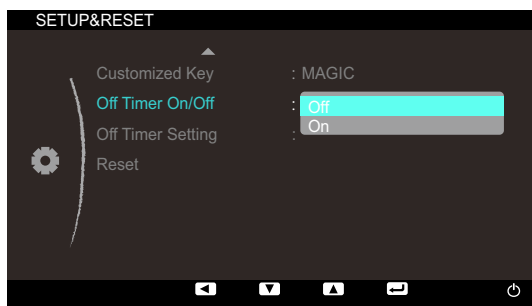 SETUP&RESET
Customized Key : MAGIC
Off Timer On/Off : Off
On
Off Timer Setting :
Reset